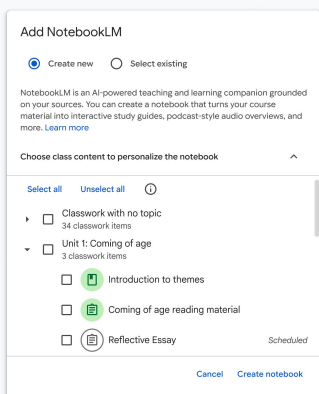 Add NotebookLM
Create new Select existing
NotebookLM is an AI-powered teaching and learning companion grounded
on your sources. You can create a notebook that turns your course
material into interactive study guides, podcast-style audio overviews, and
more. Learn more
Choose class content to personalize the notebook
Select all Unselect all
Classwork with no topic
34 classwork items
Unit 1: Coming of age
3 classwork items
Introduction to themes
Coming of age reading material
Reflective Essay Scheduled
Cancel Create notebook